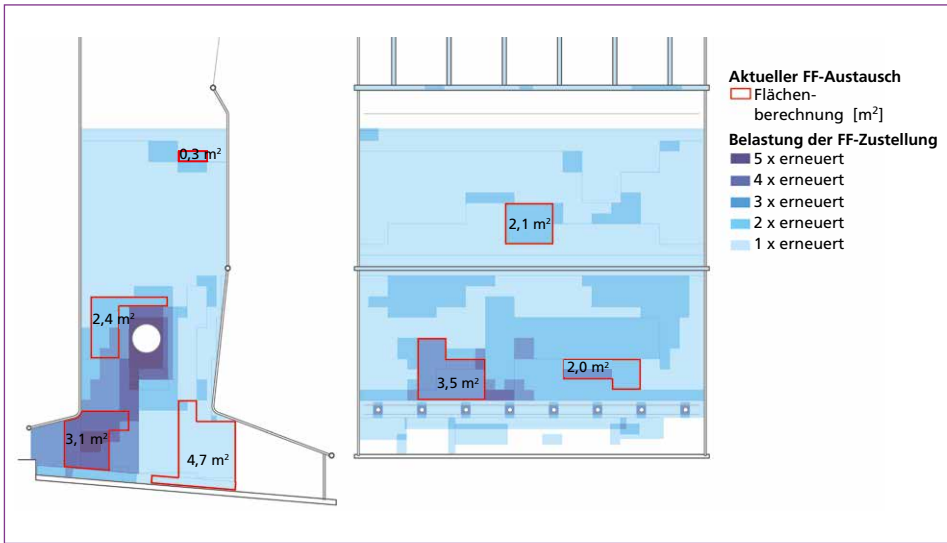 0,3 m²
2,4 m²
3,1 m²
4,7 m²
2,1 m²
3,5 m²
2,0 m²
Aktueller FF-Austausch
Flächen-
berechnung [m²]
Belastung der FF-Zustellung
5 x erneuert
4 x erneuert
3 x erneuert
2 x erneuert
1 x erneuert